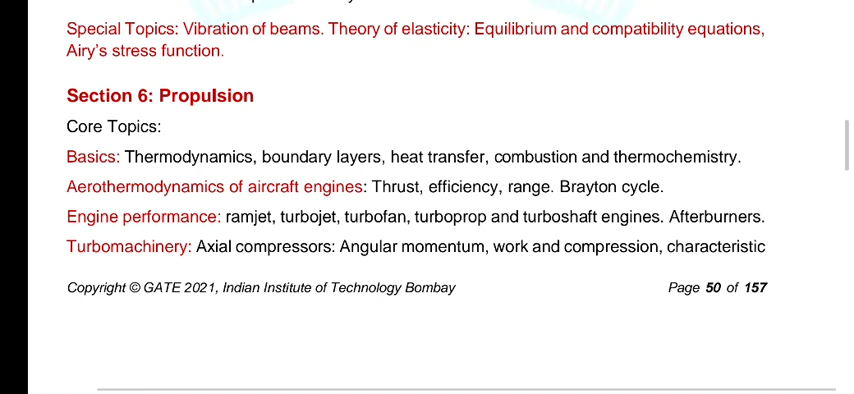 Special Topics: Vibration of beams. Theory of elasticity: Equilibrium and compatibility equations,
Airy's stress function.
Section 6: Propulsion
Core Topics:
Basics: Thermodynamics, boundary layers, heat transfer, combustion and thermochemistry.
Aerothermodynamics of aircraft engines: Thrust, efficiency, range. Brayton cycle.
Engine performance: ramjet, turbojet, turbofan, turboprop and turboshaft engines. Afterburners.
Turbomachinery: Axial compressors: Angular momentum, work and compression, characteristic
Copyright © GATE 2021, Indian Institute of Technology Bombay Page 50 of 157